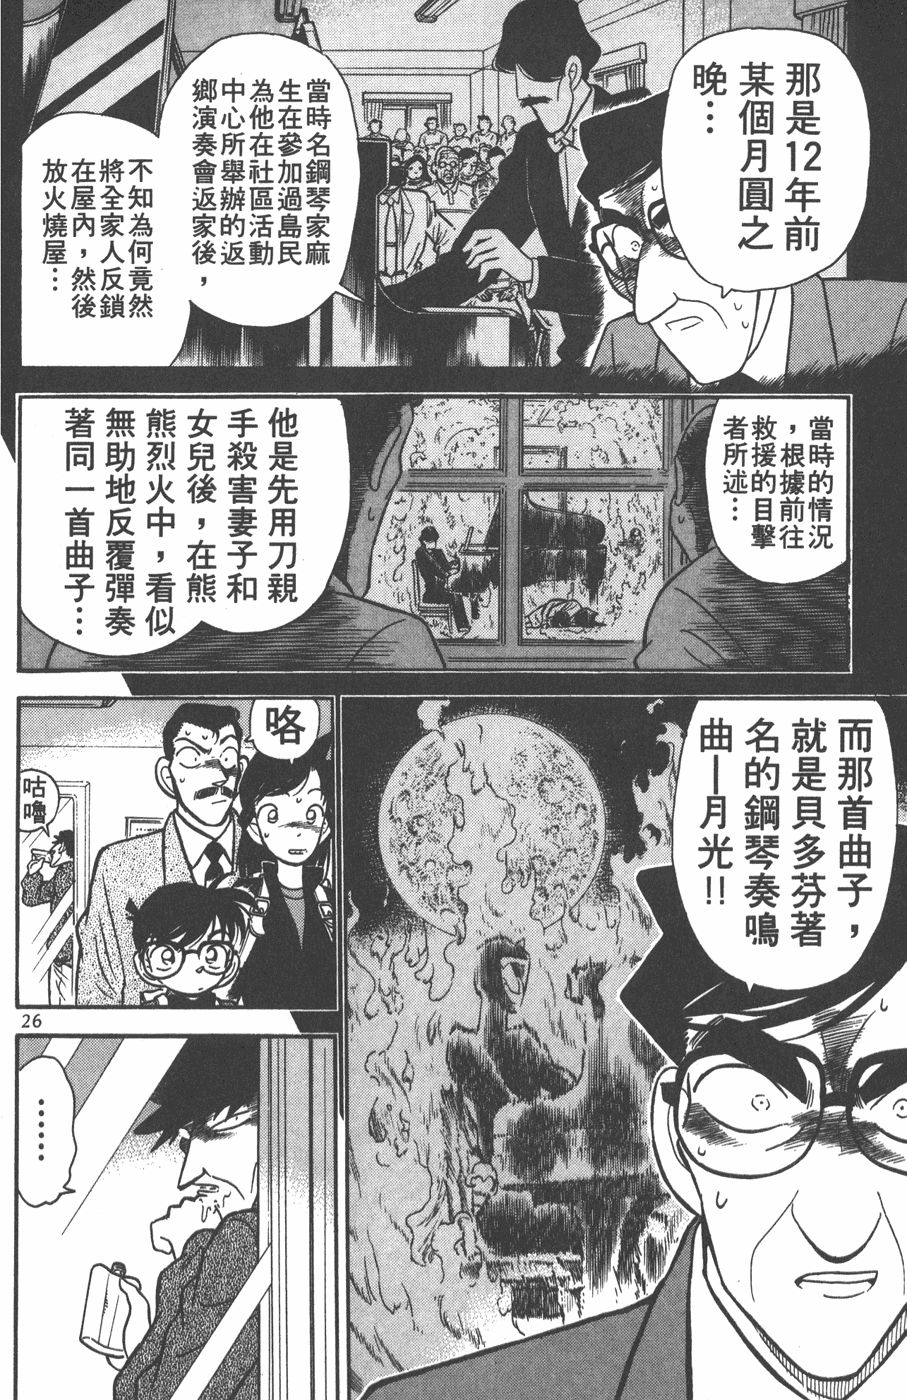 那是12年前
某個月圓之
晚…
當時名鋼琴家麻
生在參加過島民
為他在社區活動
中心所舉辦的返
鄉演奏會返家後，
不知為何竟然
將全家人反鎖
在屋內，然後
放火燒屋…
當時的情況
，根據前往
救援的目擊
者所述…
他是先用刀親
手殺害妻子和
女兒後，在熊
熊烈火中，看似
無助地反覆彈奏
著同一首曲子…
而那首曲子，
就是貝多芬著
名的鋼琴奏鳴
曲—月光!!
咯
咕嚕
26
……